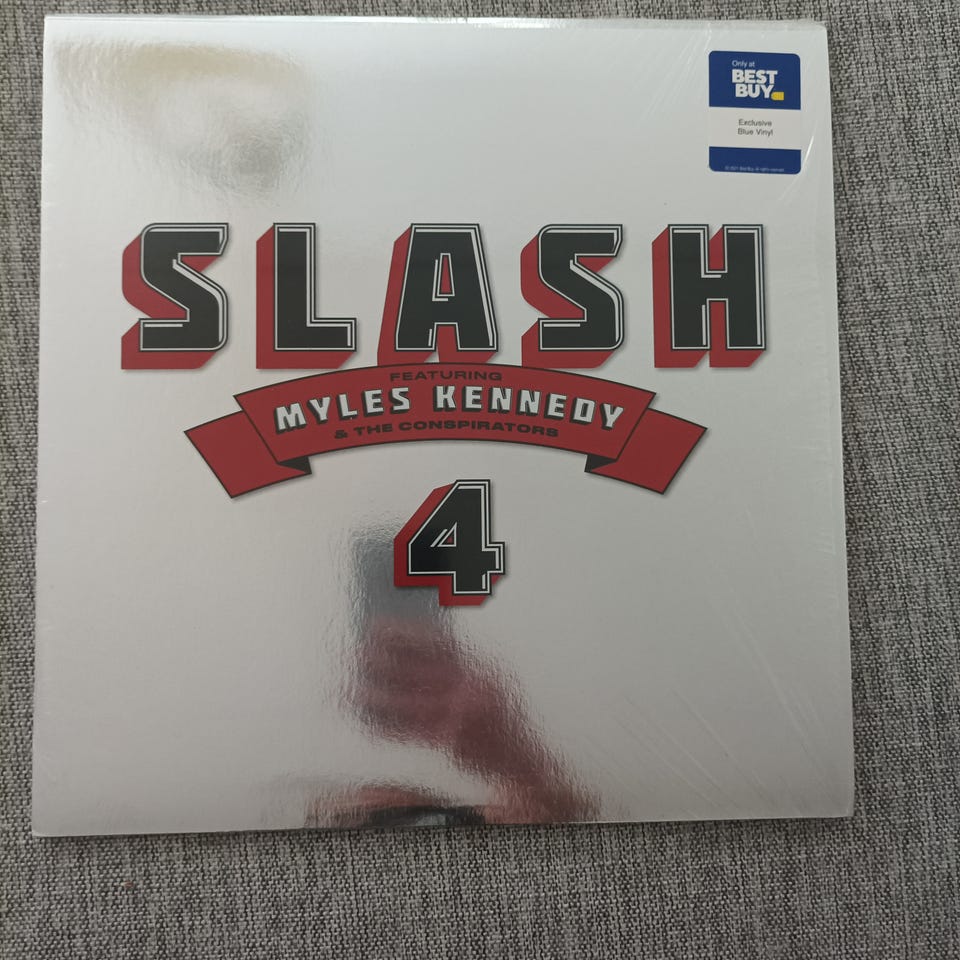 Only at
BEST
BUY
Exclusive
Blue Vinyl
SLASH
FEATURING
MYLES KENNEDY
& THE CONSPIRATORS
4